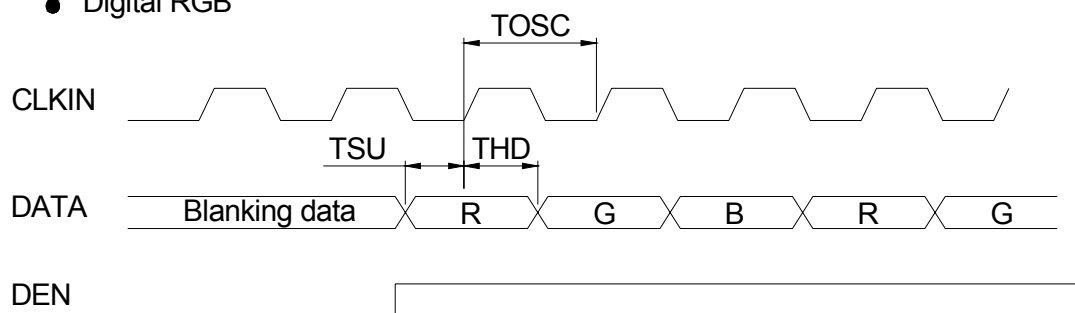 ● Digital RGB
TOSC
CLKIN
TSU THD
DATA Blanking data R G B R G
DEN